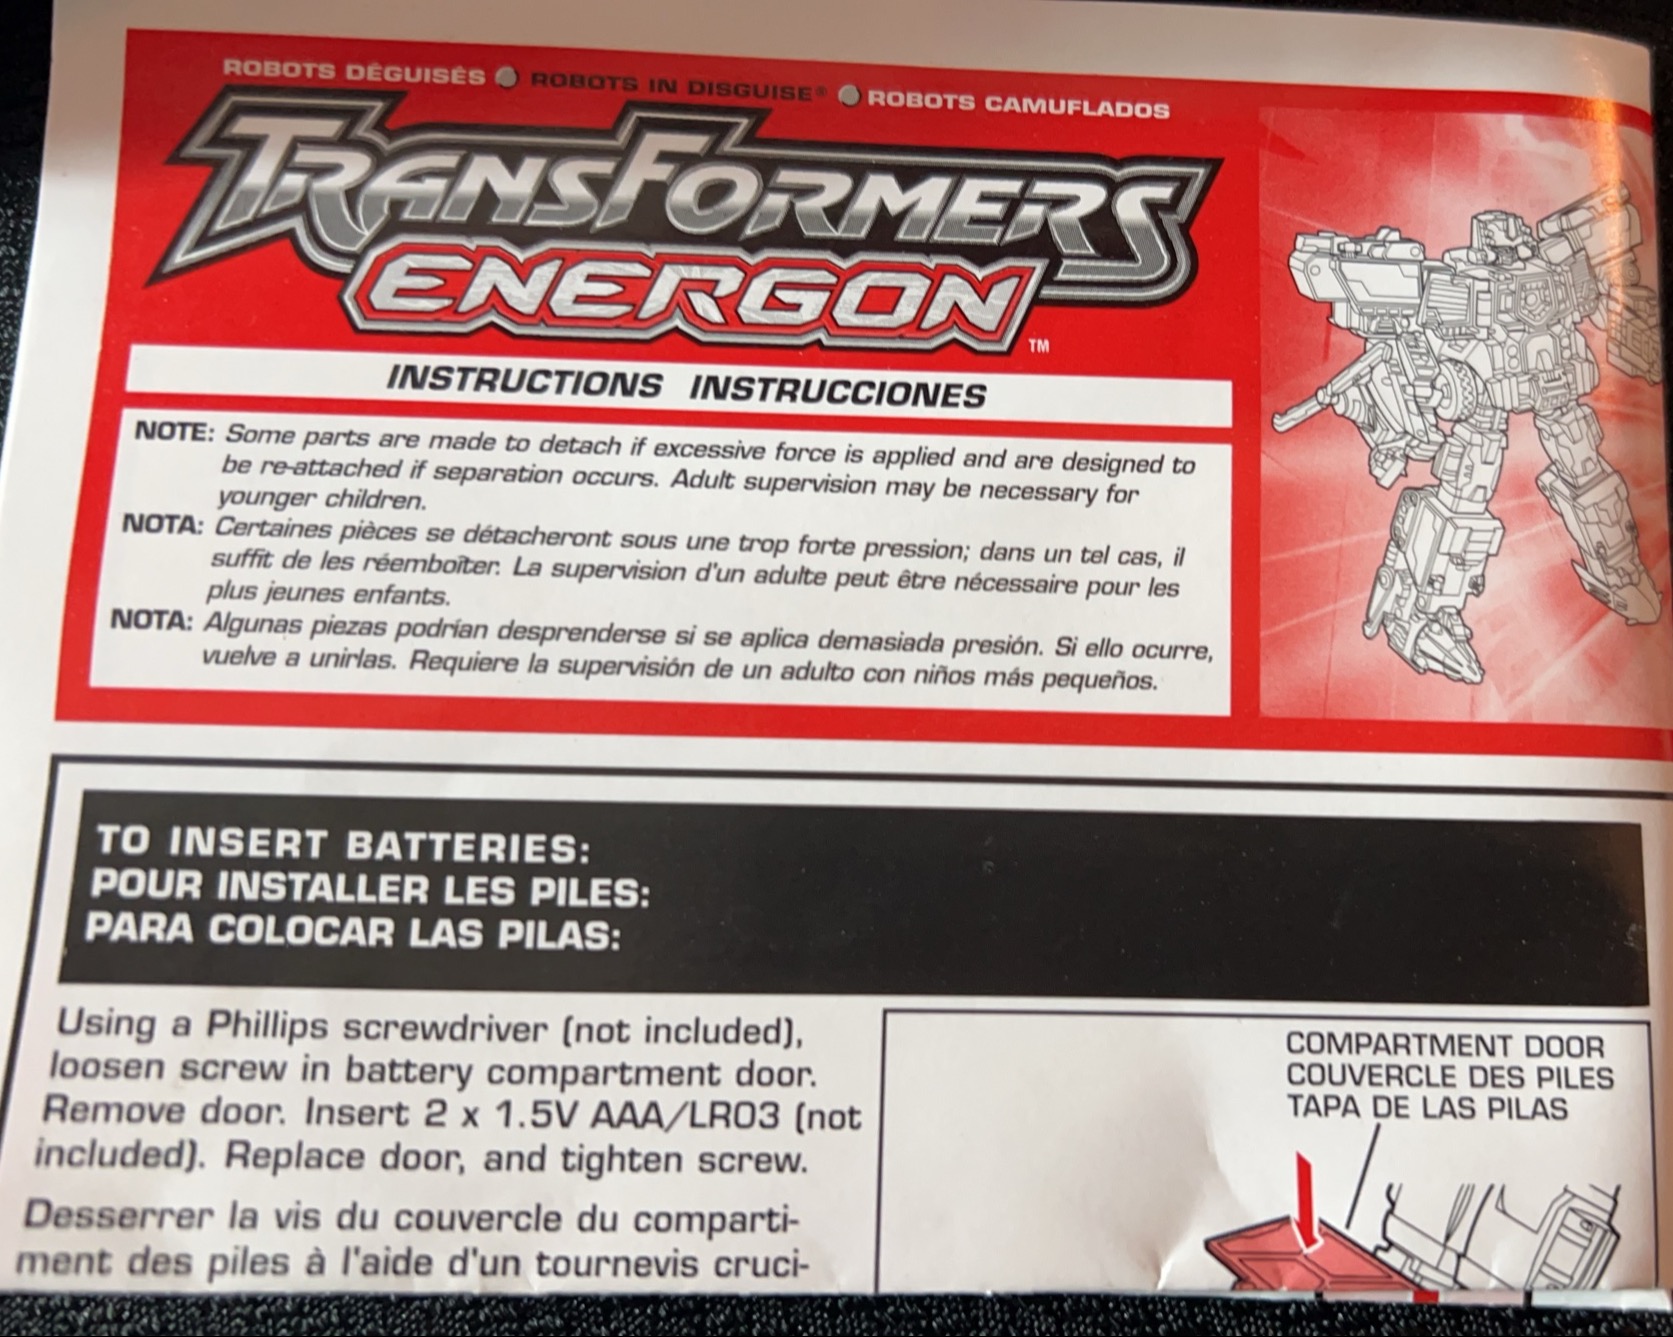 ROBOTS DÉGUISÉS ROBOTS IN DISGUISE® ROBOTS CAMUFLADOS
TRANSFORMERS
ENERGON
TM
INSTRUCTIONS INSTRUCCIONES
NOTE: Some parts are made to detach if excessive force is applied and are designed to
be re-attached if separation occurs. Adult supervision may be necessary for
younger children.
NOTA: Certaines pièces se détacheront sous une trop forte pression; dans un tel cas, il
suffit de les réemboîter. La supervision d'un adulte peut être nécessaire pour les
plus jeunes enfants.
NOTA: Algunas piezas podrían desprenderse si se aplica demasiada presión. Si ello ocurre,
vuelve a unirlas. Requiere la supervisión de un adulto con niños más pequeños.
TO INSERT BATTERIES:
POUR INSTALLER LES PILES:
PARA COLOCAR LAS PILAS:
Using a Phillips screwdriver (not included),
loosen screw in battery compartment door.
Remove door. Insert 2 x 1.5V AAA/LR03 (not
included). Replace door, and tighten screw.
Desserrer la vis du couvercle du comparti-
ment des piles à l'aide d'un tournevis cruci-
COMPARTMENT DOOR
COUVERCLE DES PILES
TAPA DE LAS PILAS